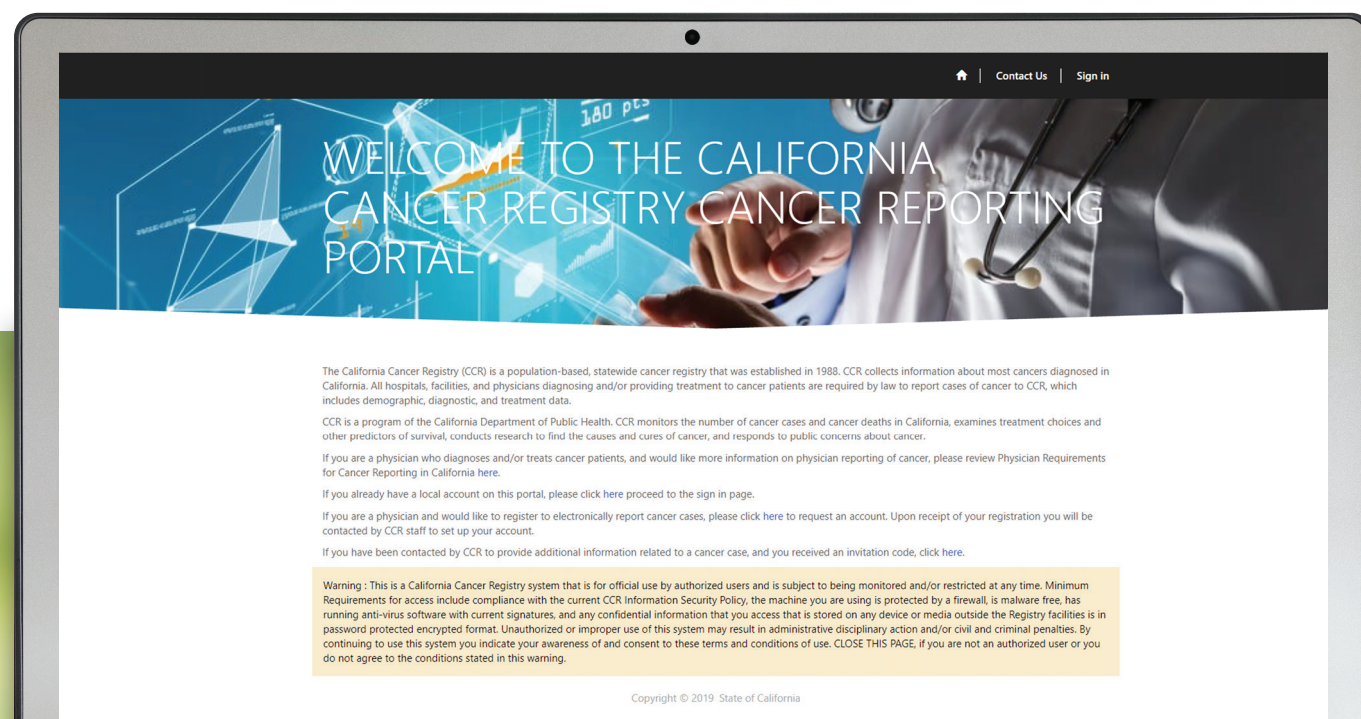 Contact Us | Sign in
180 pts
WELCOME TO THE CALIFORNIA
CANCER REGISTRY CANCER REPORTING
PORTAL
The California Cancer Registry (CCR) is a population-based, statewide cancer registry that was established in 1988. CCR collects information about most cancers diagnosed in
California. All hospitals, facilities, and physicians diagnosing and/or providing treatment to cancer patients are required by law to report cases of cancer to CCR, which
includes demographic, diagnostic, and treatment data.
CCR is a program of the California Department of Public Health. CCR monitors the number of cancer cases and cancer deaths in California, examines treatment choices and
other predictors of survival, conducts research to find the causes and cures of cancer, and responds to public concerns about cancer.
If you are a physician who diagnoses and/or treats cancer patients, and would like more information on physician reporting of cancer, please review Physician Requirements
for Cancer Reporting in California here.
If you already have a local account on this portal, please click here proceed to the sign in page.
If you are a physician and would like to register to electronically report cancer cases, please click here to request an account. Upon receipt of your registration you will be
contacted by CCR staff to set up your account.
If you have been contacted by CCR to provide additional information related to a cancer case, and you received an invitation code, click here.
Warning : This is a California Cancer Registry system that is for official use by authorized users and is subject to being monitored and/or restricted at any time. Minimum
Requirements for access include compliance with the current CCR Information Security Policy, the machine you are using is protected by a firewall, is malware free, has
running anti-virus software with current signatures, and any confidential information that you access that is stored on any device or media outside the Registry facilities is in
password protected encrypted format. Unauthorized or improper use of this system may result in administrative disciplinary action and/or civil and criminal penalties. By
continuing to use this system you indicate your awareness of and consent to these terms and conditions of use. CLOSE THIS PAGE, if you are not an authorized user or you
do not agree to the conditions stated in this warning.
Copyright © 2019 State of California